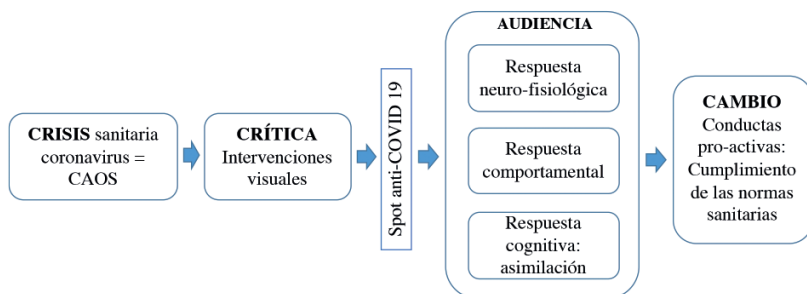 CRISIS sanitaria
coronavirus =
CAOS
CRÍTICA
Intervenciones
visuales
Spot anti-COVID 19
AUDIENCIA
Respuesta
neuro-fisiológica
Respuesta
comportamental
Respuesta
cognitiva:
asimilación
CAMBIO
Conductas
pro-activas:
Cumplimiento
de las normas
sanitarias